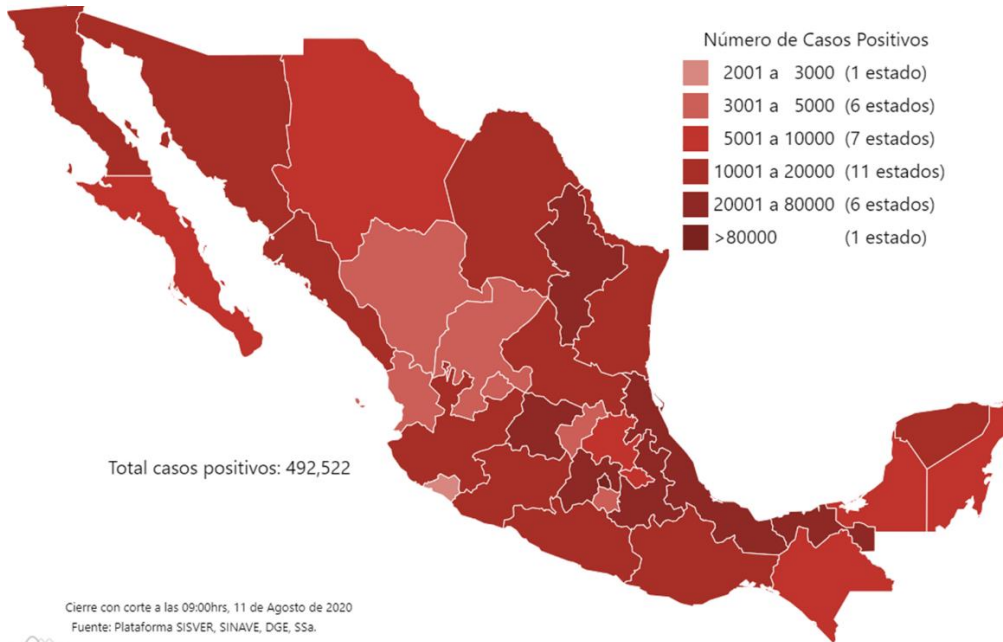 Número de Casos Positivos
2001 a 3000 (1 estado)
3001 a 5000 (6 estados)
5001 a 10000 (7 estados)
10001 a 20000 (11 estados)
20001 a 80000 (6 estados)
>80000 (1 estado)
Total casos positivos: 492,522
Cierre con corte a las 09:00hrs, 11 de Agosto de 2020
Fuente: Plataforma SISVER, SINAVE, DGE, SSa.